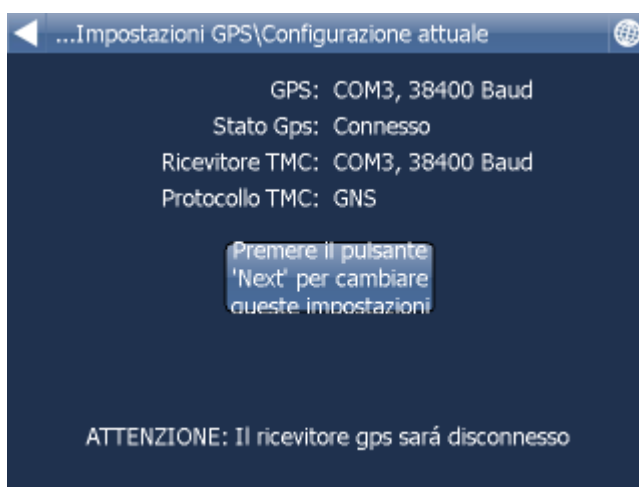 ...Impostazioni GPS\Configurazione attuale
GPS: COM3, 38400 Baud
Stato Gps: Connesso
Ricevitore TMC: COM3, 38400 Baud
Protocollo TMC: GNS
Premere il pulsante
'Next' per cambiare
queste impostazioni
ATTENZIONE: Il ricevitore gps sará disconnesso